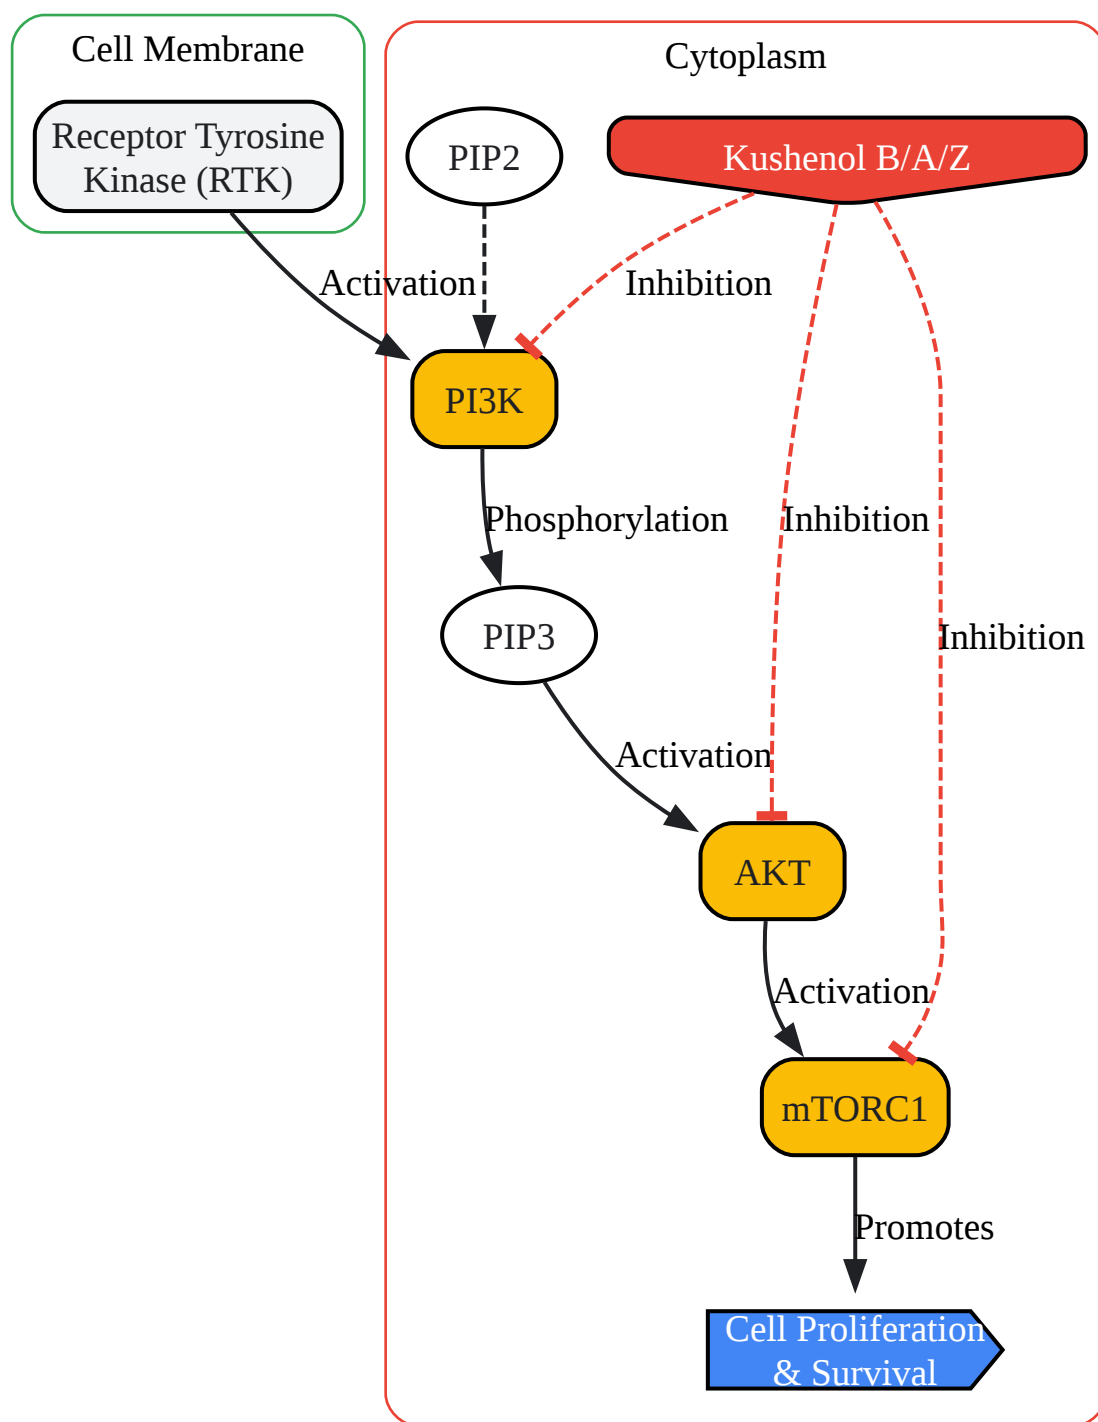 Cell Membrane
Cytoplasm
Receptor Tyrosine
Kinase (RTK)
PIP2
Kushenol B/A/Z
Activation
Inhibition
PI3K
Phosphorylation
Inhibition
PIP3
Inhibition
Activation
AKT
Activation
mTORC1
Promotes
Cell Proliferation
& Survival